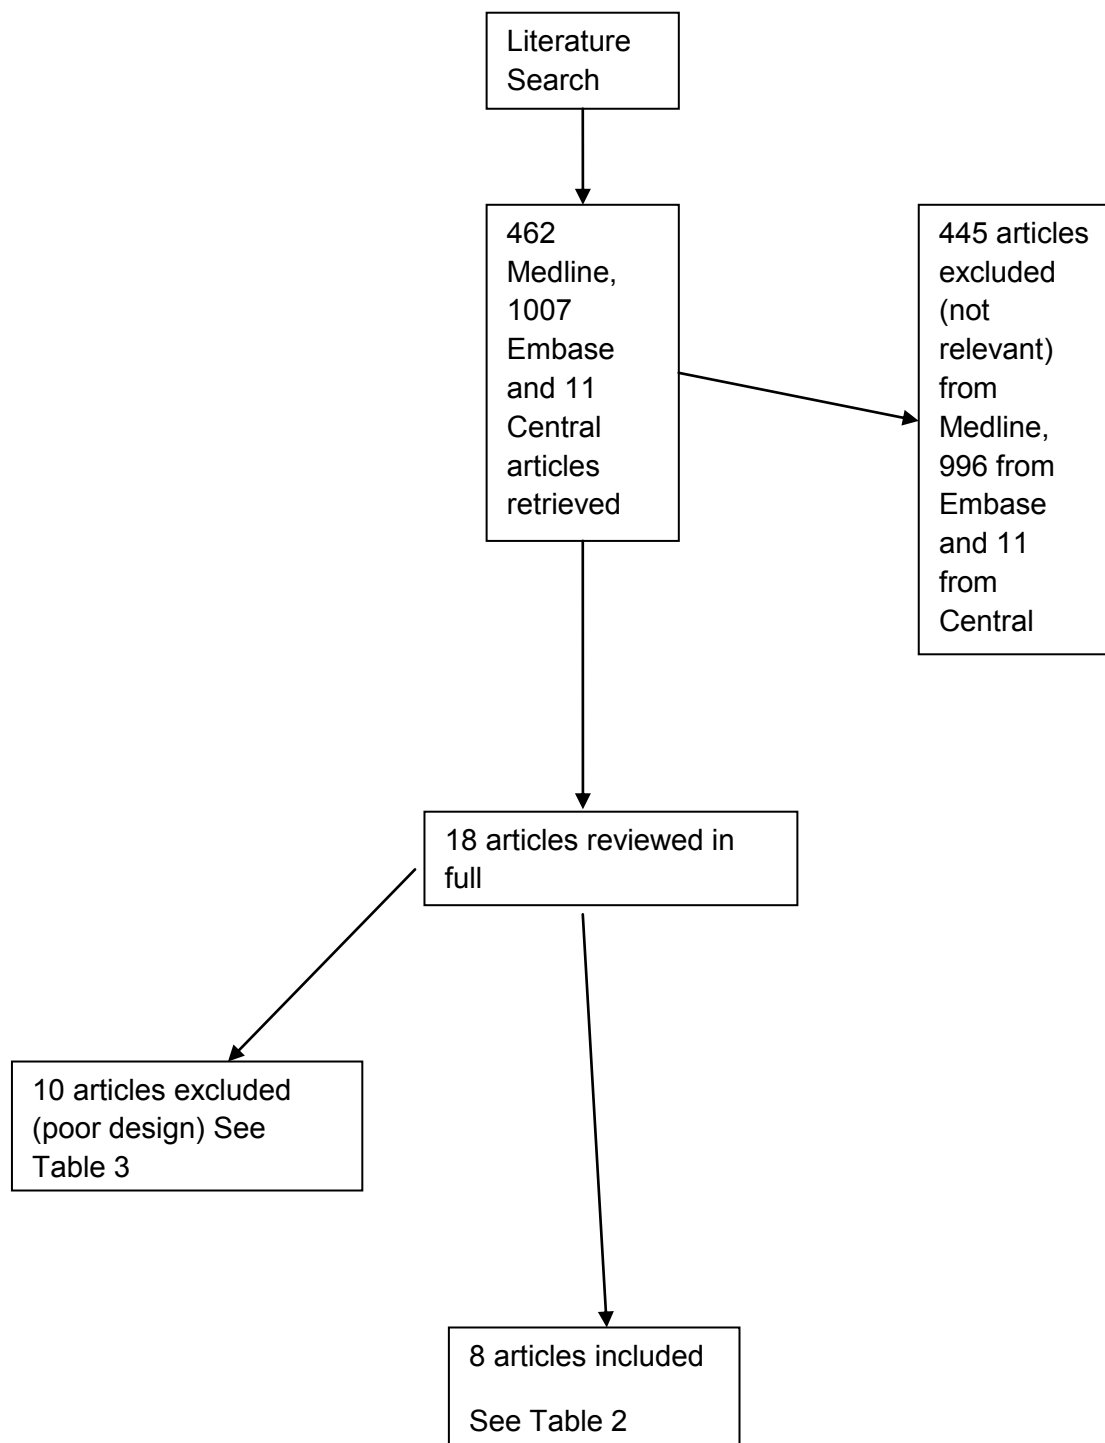 Literature
Search
462
Medline,
1007
Embase
and 11
Central
articles
retrieved
445 articles
excluded
(not
relevant)
from
Medline,
996 from
Embase
and 11
from
Central
18 articles reviewed in
full
10 articles excluded
(poor design) See
Table 3
8 articles included
See Table 2